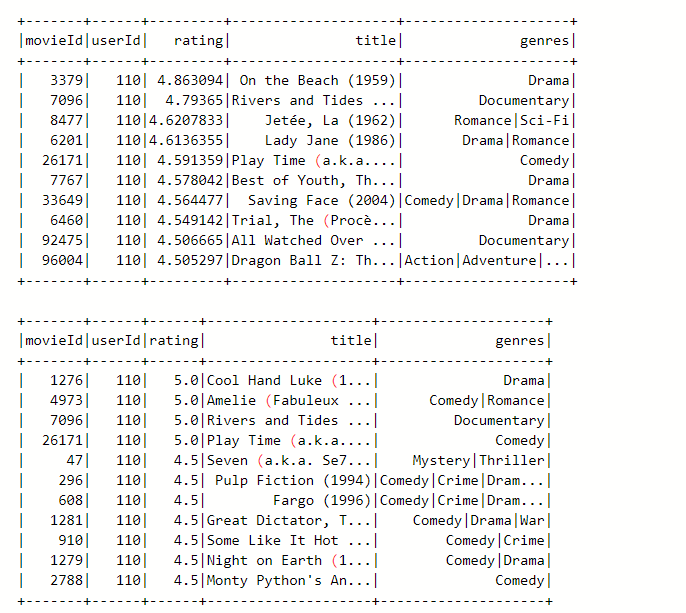 +-------+------+---------+--------------------+--------------------+
|movieId|userId|   rating|               title|              genres|
+-------+------+---------+--------------------+--------------------+
|   3379|   110| 4.863094| On the Beach (1959)|               Drama|
|   7096|   110|  4.79365|Rivers and Tides ...|         Documentary|
|   8477|   110|4.6207833|    Jetée, La (1962)|      Romance|Sci-Fi|
|   6201|   110|4.6136355|    Lady Jane (1986)|       Drama|Romance|
|  26171|   110| 4.591359|Play Time (a.k.a....|              Comedy|
|   7767|   110| 4.578042|Best of Youth, Th...|               Drama|
|  33649|   110| 4.564477|  Saving Face (2004)|Comedy|Drama|Romance|
|   6460|   110| 4.549142|Trial, The (Procè...|               Drama|
|  92475|   110| 4.506665|All Watched Over ...|         Documentary|
|  96004|   110| 4.505297|Dragon Ball Z: Th...|Action|Adventure|...|
+-------+------+---------+--------------------+--------------------+

+-------+------+------+--------------------+--------------------+
|movieId|userId|rating|               title|              genres|
+-------+------+------+--------------------+--------------------+
|   1276|   110|   5.0|Cool Hand Luke (1...|               Drama|
|   4973|   110|   5.0|Amelie (Fabuleux ...|      Comedy|Romance|
|   7096|   110|   5.0|Rivers and Tides ...|         Documentary|
|  26171|   110|   5.0|Play Time (a.k.a....|              Comedy|
|     47|   110|   4.5|Seven (a.k.a. Se7...|    Mystery|Thriller|
|    296|   110|   4.5| Pulp Fiction (1994)|Comedy|Crime|Dram...|
|    608|   110|   4.5|        Fargo (1996)|Comedy|Crime|Dram...|
|   1281|   110|   4.5|Great Dictator, T...|    Comedy|Drama|War|
|    910|   110|   4.5|Some Like It Hot ...|        Comedy|Crime|
|   1279|   110|   4.5|Night on Earth (1...|        Comedy|Drama|
|   2788|   110|   4.5|Monty Python's An...|              Comedy|
+-------+------+------+--------------------+--------------------+